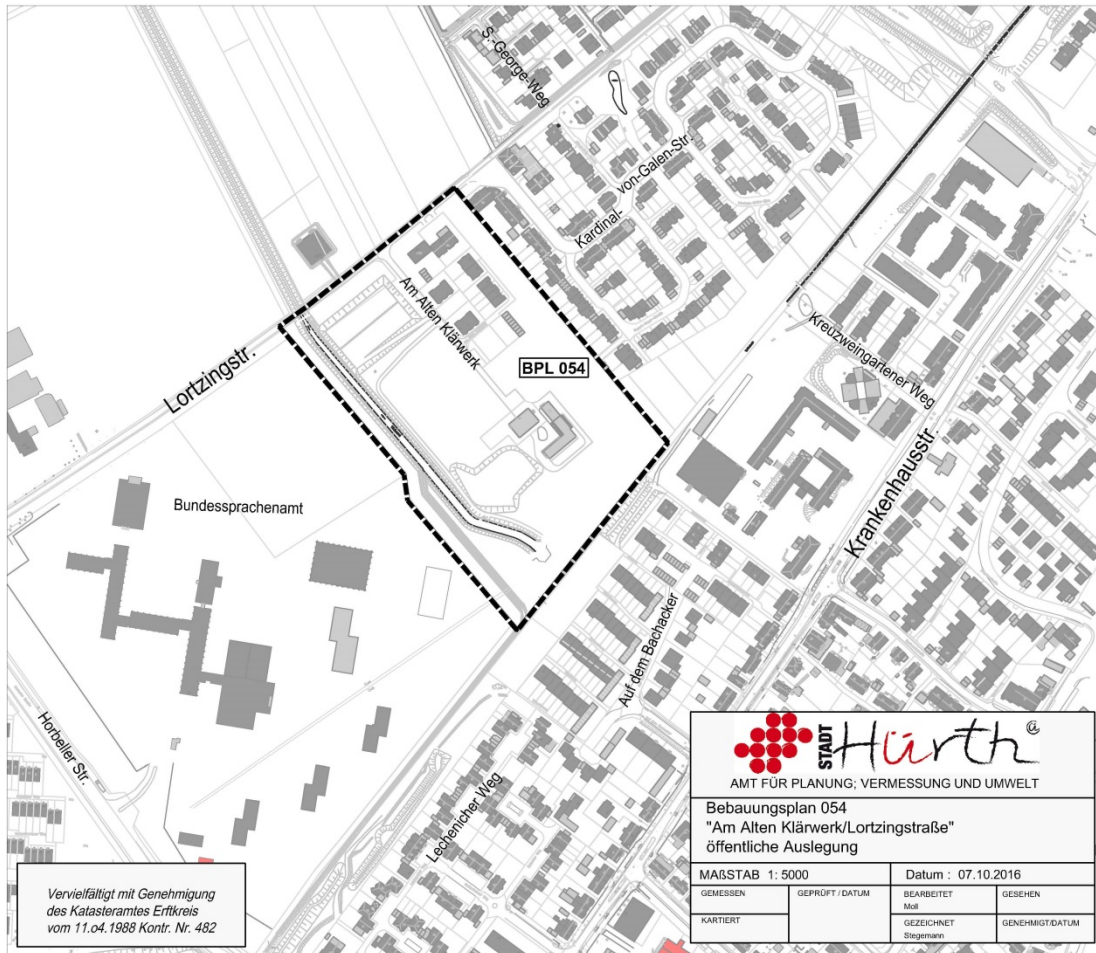 S.-George-Weg
von-Galen-Str.
Kardinal-
Am Alten Klärwerk
Lortzingstr.
BPL 054
Kreuzweingartener Weg
Krankenhausstr.
Bundessprachenamt
Auf dem Bachacker
Horbeller Str.
Lechenicher Weg
STADT Hürth
AMT FÜR PLANUNG; VERMESSUNG UND UMWELT
Bebauungsplan 054
"Am Alten Klärwerk/Lortzingstraße"
öffentliche Auslegung
MAßSTAB 1: 5000
Datum : 07.10.2016
GEMESSEN
GEPRÜFT / DATUM
BEARBEITET
Moll
GESEHEN
KARTIERT
GEZEICHNET
Stegemann
GENEHMIGT/DATUM
Vervielfältigt mit Genehmigung
des Katasteramtes Erftkreis
vom 11.o4.1988 Kontr. Nr. 482